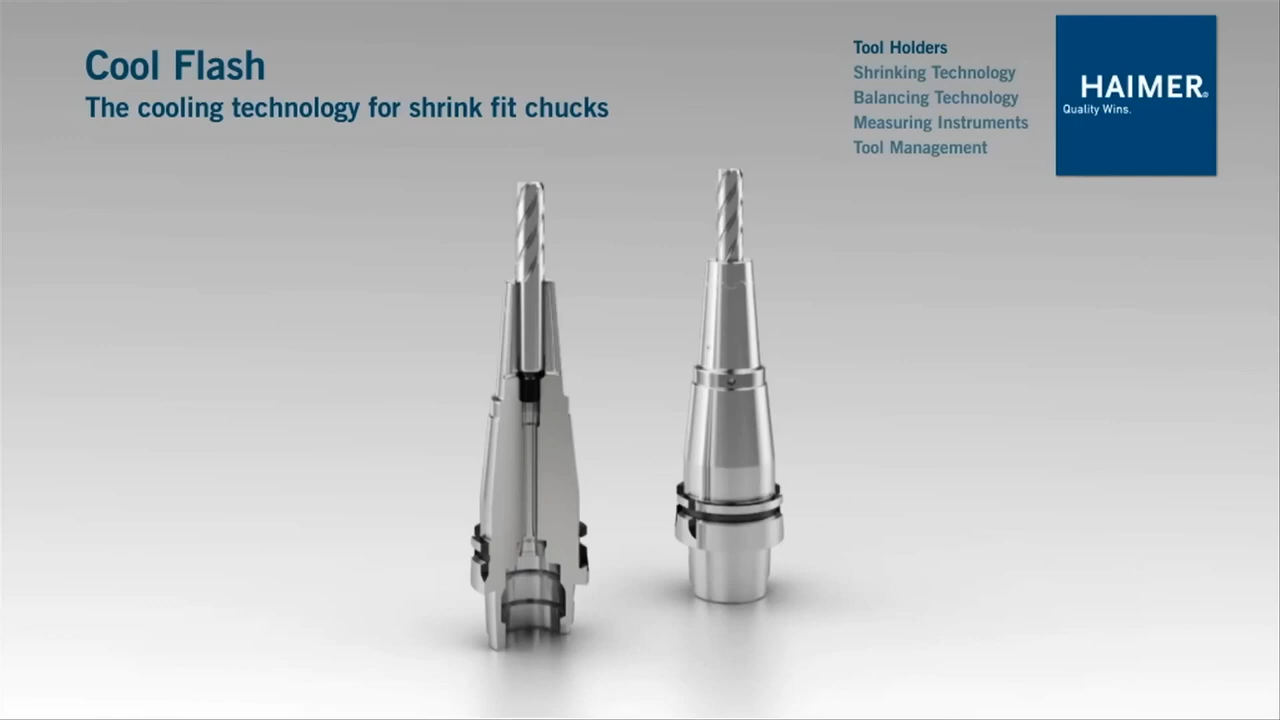 Cool Flash
The cooling technology for shrink fit chucks
Tool Holders
Shrinking Technology
Balancing Technology
Measuring Instruments
Tool Management
HAIMER®
Quality Wins.